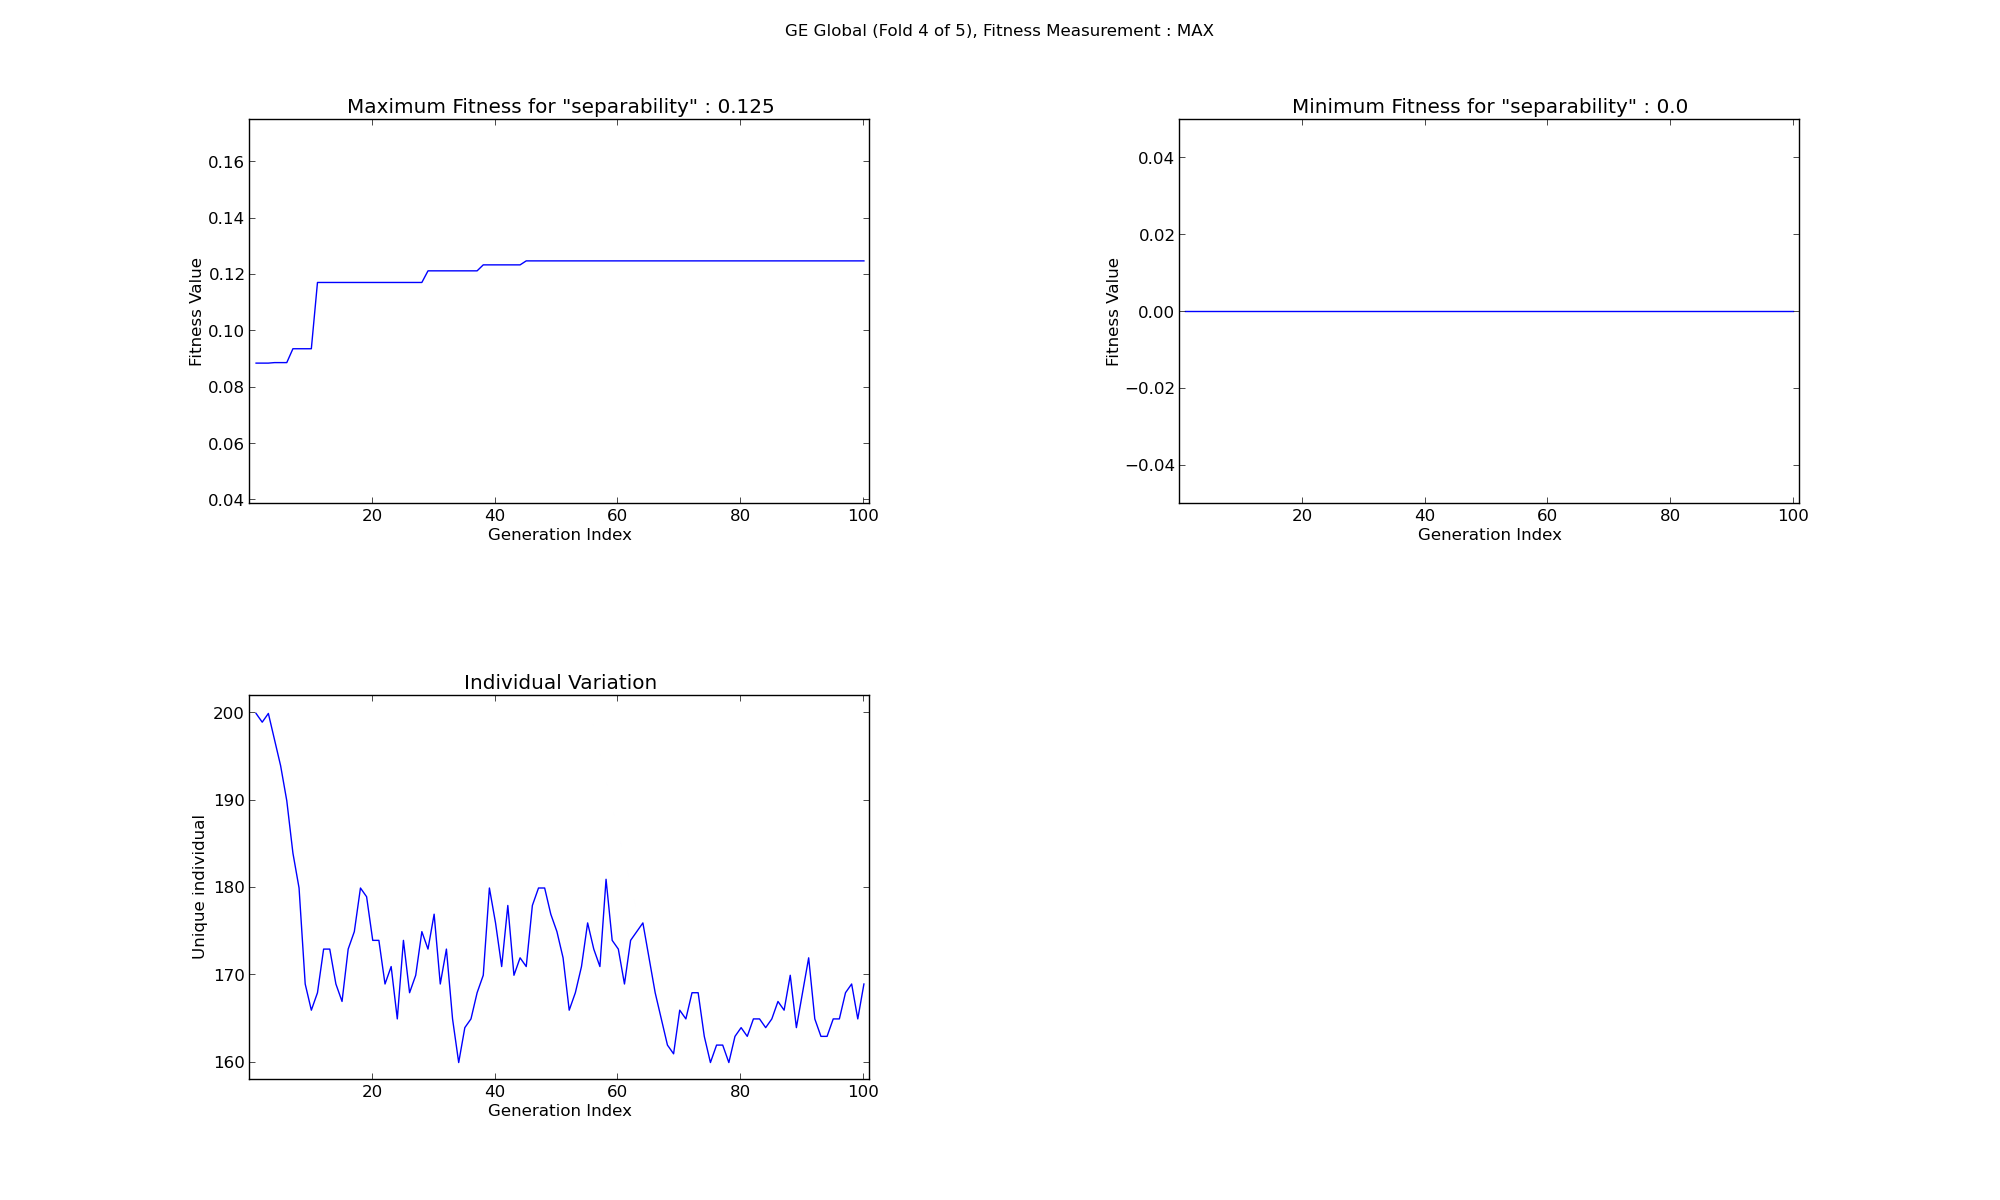 GE Global (Fold 4 of 5), Fitness Measurement : MAX
Maximum Fitness for "separability" : 0.125
Fitness Value
0.16
0.14
0.12
0.10
0.08
0.06
0.04
20 40 60 80 100
Generation Index
Minimum Fitness for "separability" : 0.0
Fitness Value
0.04
0.02
0.00
−0.02
−0.04
20 40 60 80 100
Generation Index
Individual Variation
Unique individual
200
190
180
170
160
20 40 60 80 100
Generation Index